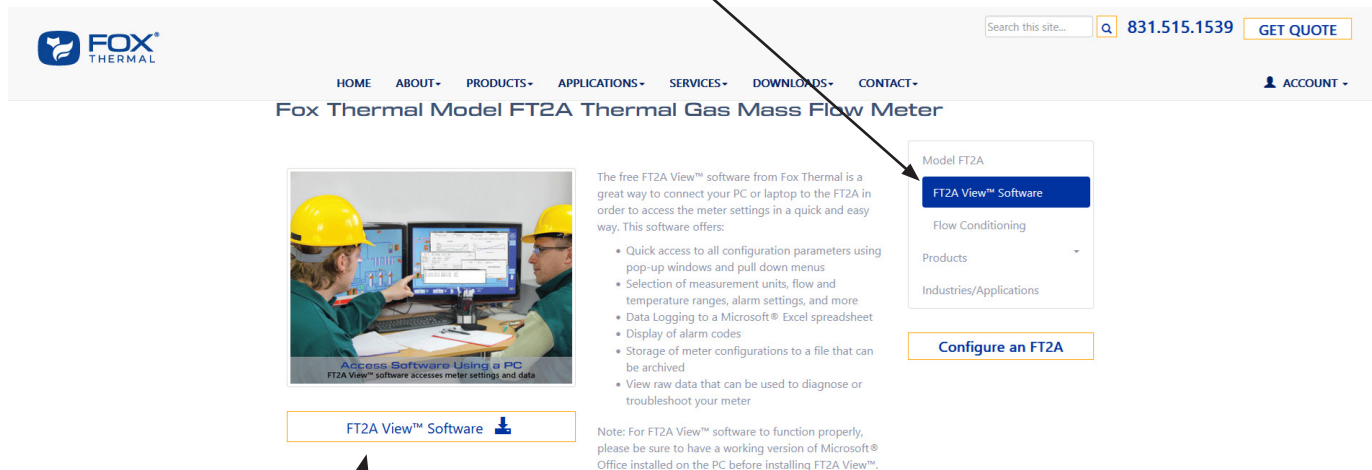 FOX®
THERMAL
Search this site...
831.515.1539
GET QUOTE
HOME ABOUT PRODUCTS APPLICATIONS SERVICES DOWNLOADS CONTACT
ACCOUNT
Fox Thermal Model FT2A Thermal Gas Mass Flow Meter
Access Software Using a PC
FT2A View™ software accesses meter settings and data
FT2A View™ Software
The free FT2A View™ software from Fox Thermal is a
great way to connect your PC or laptop to the FT2A in
order to access the meter settings in a quick and easy
way. This software offers:
• Quick access to all configuration parameters using
pop-up windows and pull down menus
• Selection of measurement units, flow and
temperature ranges, alarm settings, and more
• Data Logging to a Microsoft® Excel spreadsheet
• Display of alarm codes
• Storage of meter configurations to a file that can
be archived
• View raw data that can be used to diagnose or
troubleshoot your meter
Note: For FT2A View™ software to function properly,
please be sure to have a working version of Microsoft®
Office installed on the PC before installing FT2A View™.
Model FT2A
FT2A View™ Software
Flow Conditioning
Products
Industries/Applications
Configure an FT2A